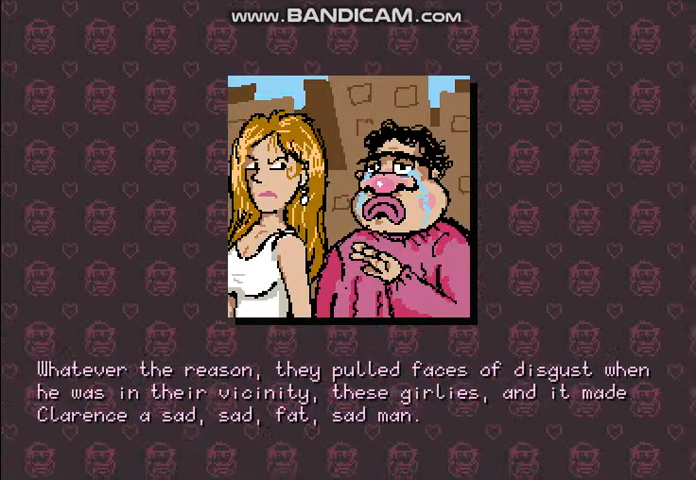 www.BANDICAM.com
Whatever the reason, they pulled faces of disgust when
he was in their vicinity, these girlies, and it made
Clarence a sad, sad, fat, sad man.